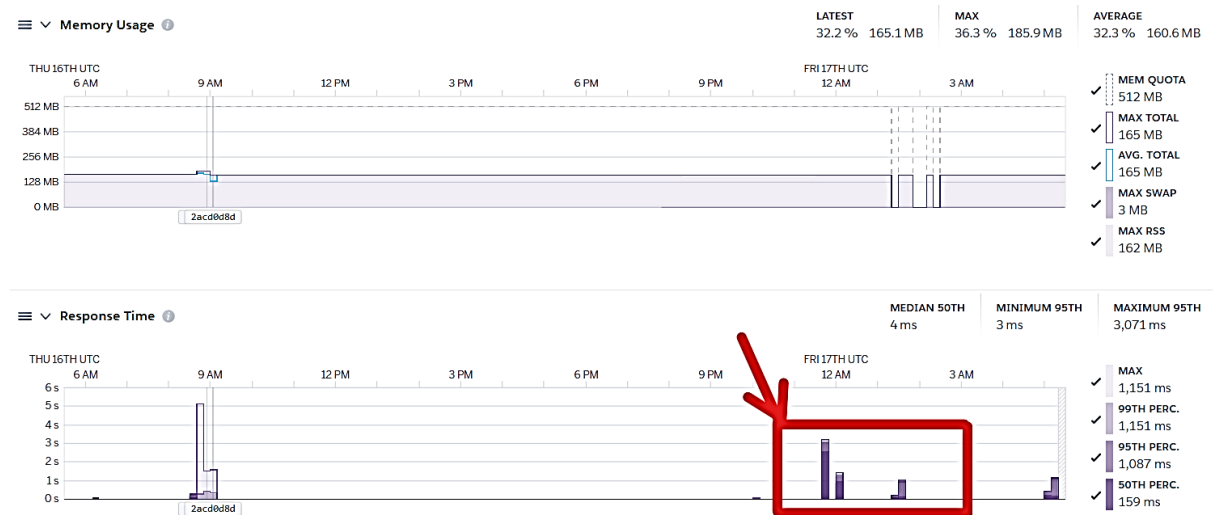 Memory Usage
LATEST
32.2 % 165.1 MB
MAX
36.3 % 185.9 MB
AVERAGE
32.3 % 160.6 MB
THU 16TH UTC
FRI 17TH UTC
6 AM 9 AM 12 PM 3 PM 6 PM 9 PM 12 AM 3 AM
512 MB
384 MB
256 MB
128 MB
0 MB
2acd0d8d
MEM QUOTA
512 MB
MAX TOTAL
165 MB
AVG. TOTAL
165 MB
MAX SWAP
3 MB
MAX RSS
162 MB
Response Time
MEDIAN 50TH
4 ms
MINIMUM 95TH
3 ms
MAXIMUM 95TH
3,071 ms
THU 16TH UTC
FRI 17TH UTC
6 AM 9 AM 12 PM 3 PM 6 PM 9 PM 12 AM 3 AM
6 s
5 s
4 s
3 s
2 s
1 s
0 s
2acd0d8d
MAX
1,151 ms
99TH PERC.
1,151 ms
95TH PERC.
1,087 ms
50TH PERC.
159 ms